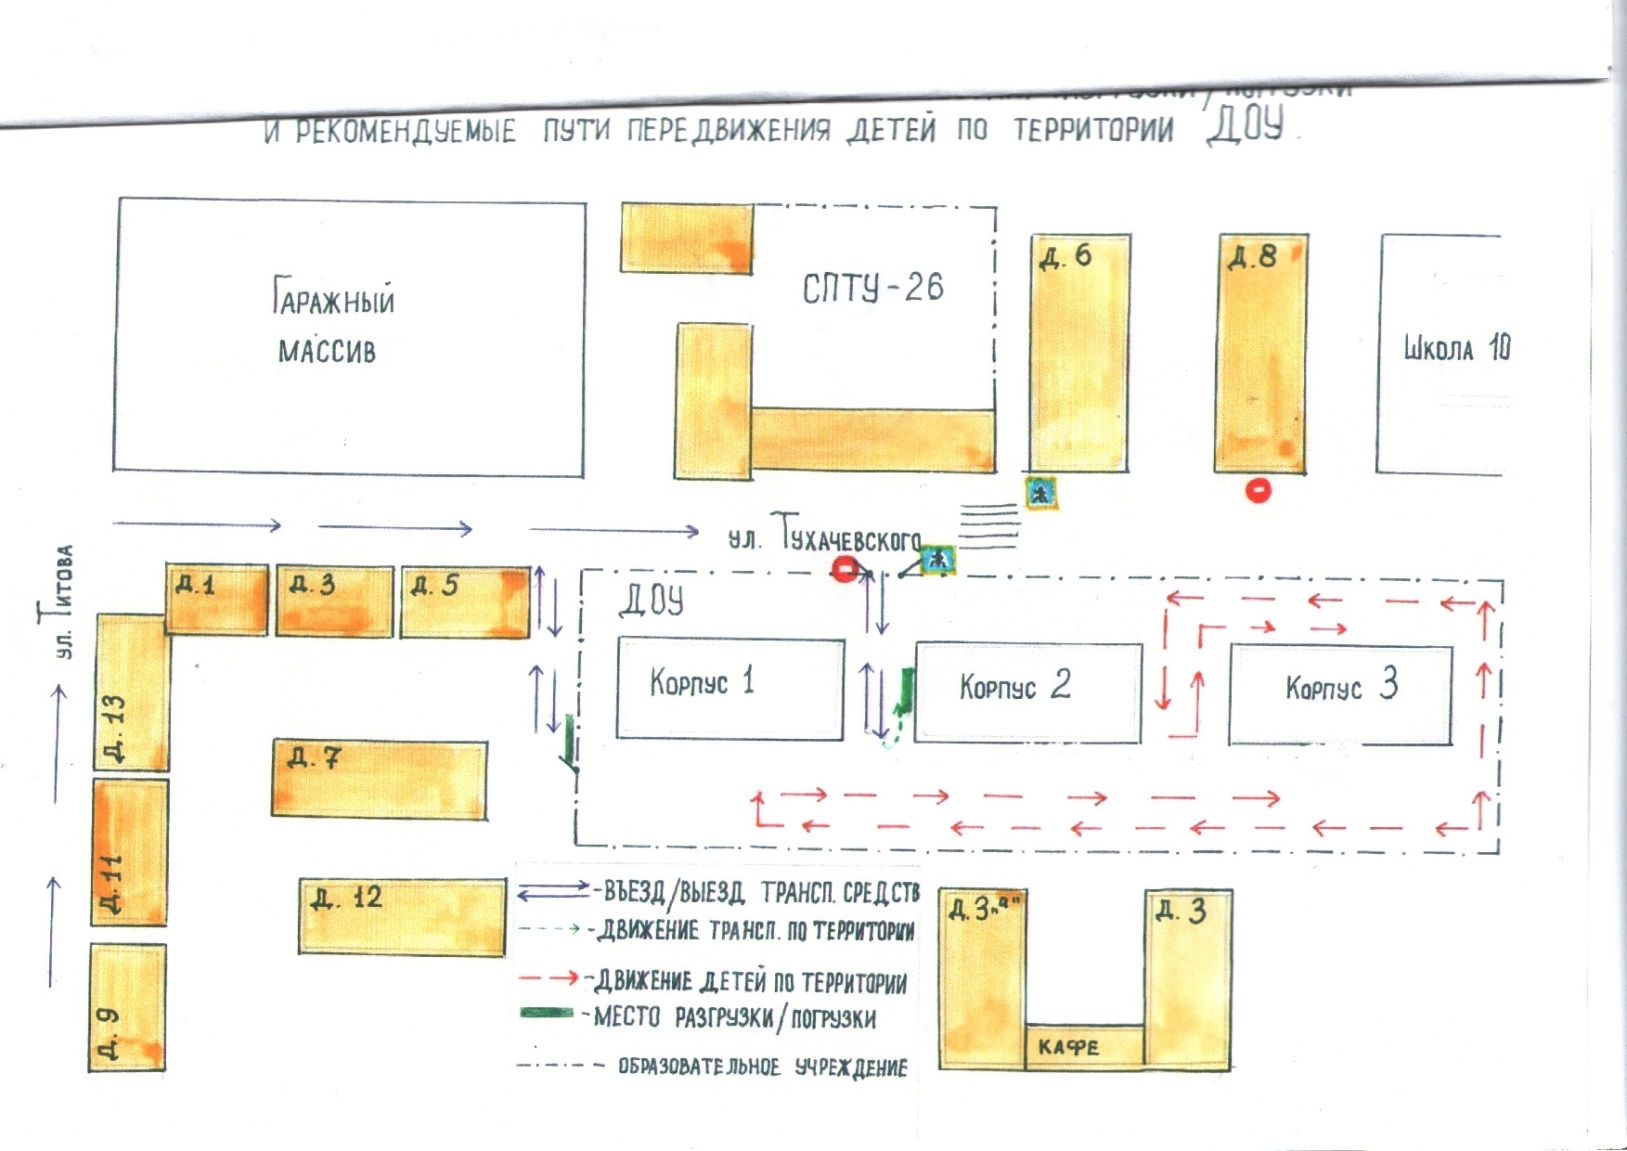 И РЕКОМЕНДУЕМЫЕ ПУТИ ПЕРЕДВИЖЕНИЯ ДЕТЕЙ ПО ТЕРРИТОРИИ ДОУ.
ГАРАЖНЫЙ
МАССИВ
СПТУ-26
Д.6
Д.8
ШКОЛА 10
УЛ. ТУХАЧЕВСКОГО
УЛ. ТИТОВА
Д.1
Д.3
Д.5
ДОУ
КОРПУС 1
КОРПУС 2
КОРПУС 3
Д.13
Д.7
Д.11
Д.12
Д.9
-ВЪЕЗД/ВЫЕЗД ТРАНСП. СРЕДСТВ
-ДВИЖЕНИЕ ТРАНСП. ПО ТЕРРИТОРИИ
-ДВИЖЕНИЕ ДЕТЕЙ ПО ТЕРРИТОРИИ
-МЕСТО РАЗГРУЗКИ/ПОГРУЗКИ
ОБРАЗОВАТЕЛЬНОЕ УЧРЕЖДЕНИЕ
Д.3"а"
Д.3
КАФЕ